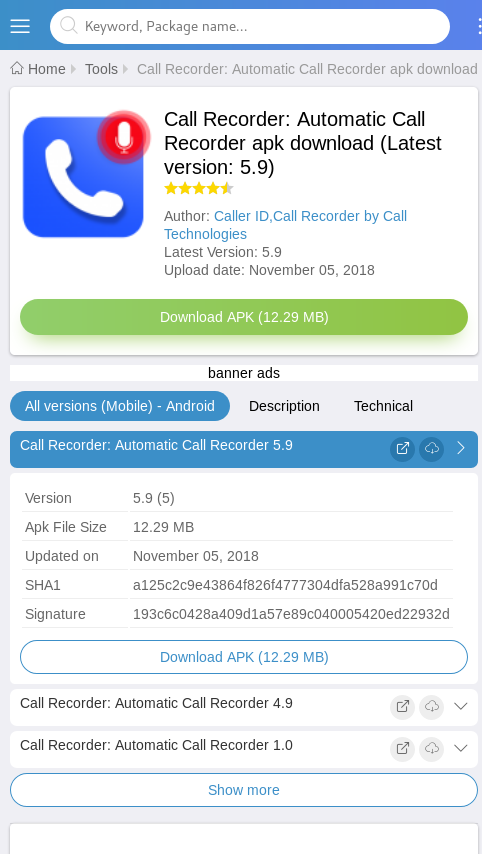 Keyword, Package name...
Home Tools Call Recorder: Automatic Call Recorder apk download
Call Recorder: Automatic Call
Recorder apk download (Latest
version: 5.9)
Author: Caller ID,Call Recorder by Call
Technologies
Latest Version: 5.9
Upload date: November 05, 2018
Download APK (12.29 MB)
banner ads
All versions (Mobile) - Android Description Technical
Call Recorder: Automatic Call Recorder 5.9
Version 5.9 (5)
Apk File Size 12.29 MB
Updated on November 05, 2018
SHA1 a125c2c9e43864f826f4777304dfa528a991c70d
Signature 193c6c0428a409d1a57e89c040005420ed22932d
Download APK (12.29 MB)
Call Recorder: Automatic Call Recorder 4.9
Call Recorder: Automatic Call Recorder 1.0
Show more